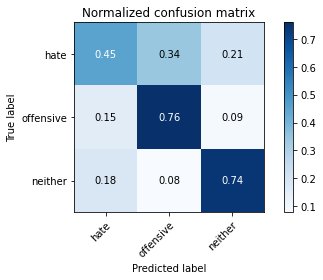 Normalized confusion matrix
True label
hate
offensive
neither
0.45 0.34 0.21
0.15 0.76 0.09
0.18 0.08 0.74
hate
offensive
neither
Predicted label
0.7
0.6
0.5
0.4
0.3
0.2
0.1